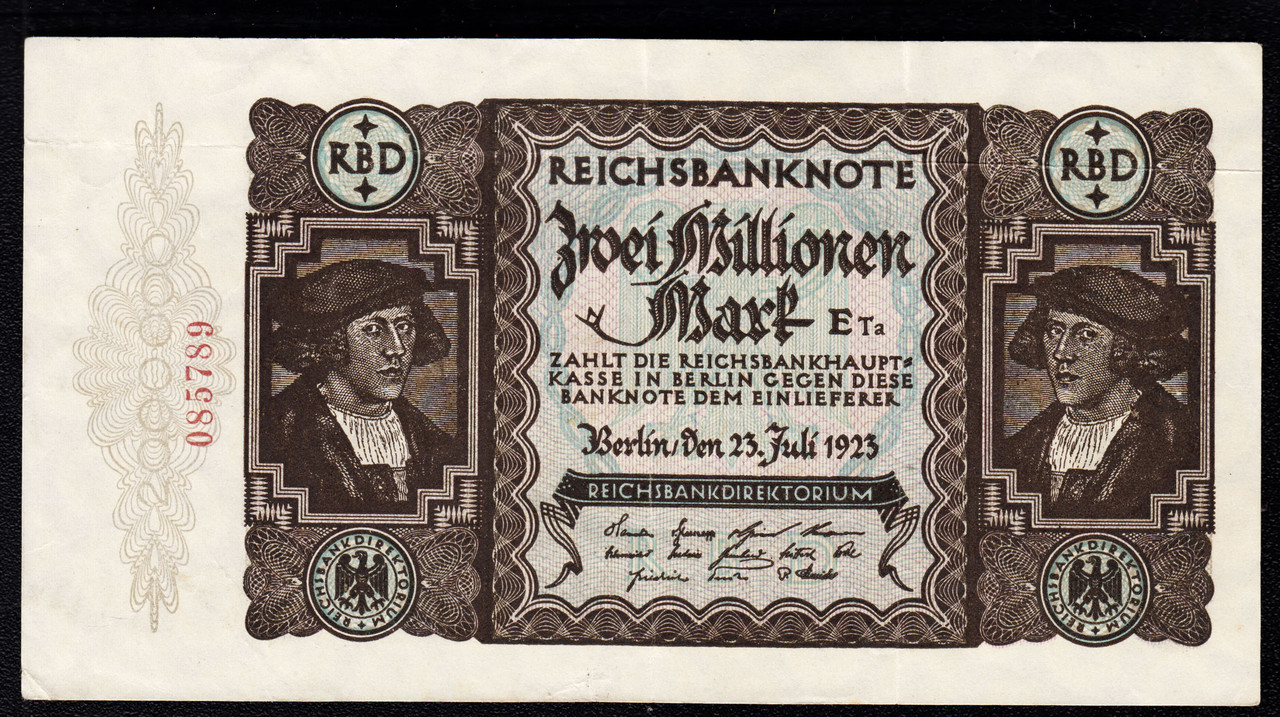 RBD
RBD
REICHSBANKNOTE
Zwei Millionen
Mark E Ta
ZAHLT DIE REICHSBANKHAUPT=
KASSE IN BERLIN GEGEN DIESE
BANKNOTE DEM EINLIEFERER
Berlin, den 23. Juli 1923
REICHSBANKDIREKTORIUM
085789
REICHSBANKDIREKTORIUM
REICHSBANKDIREKTORIUM